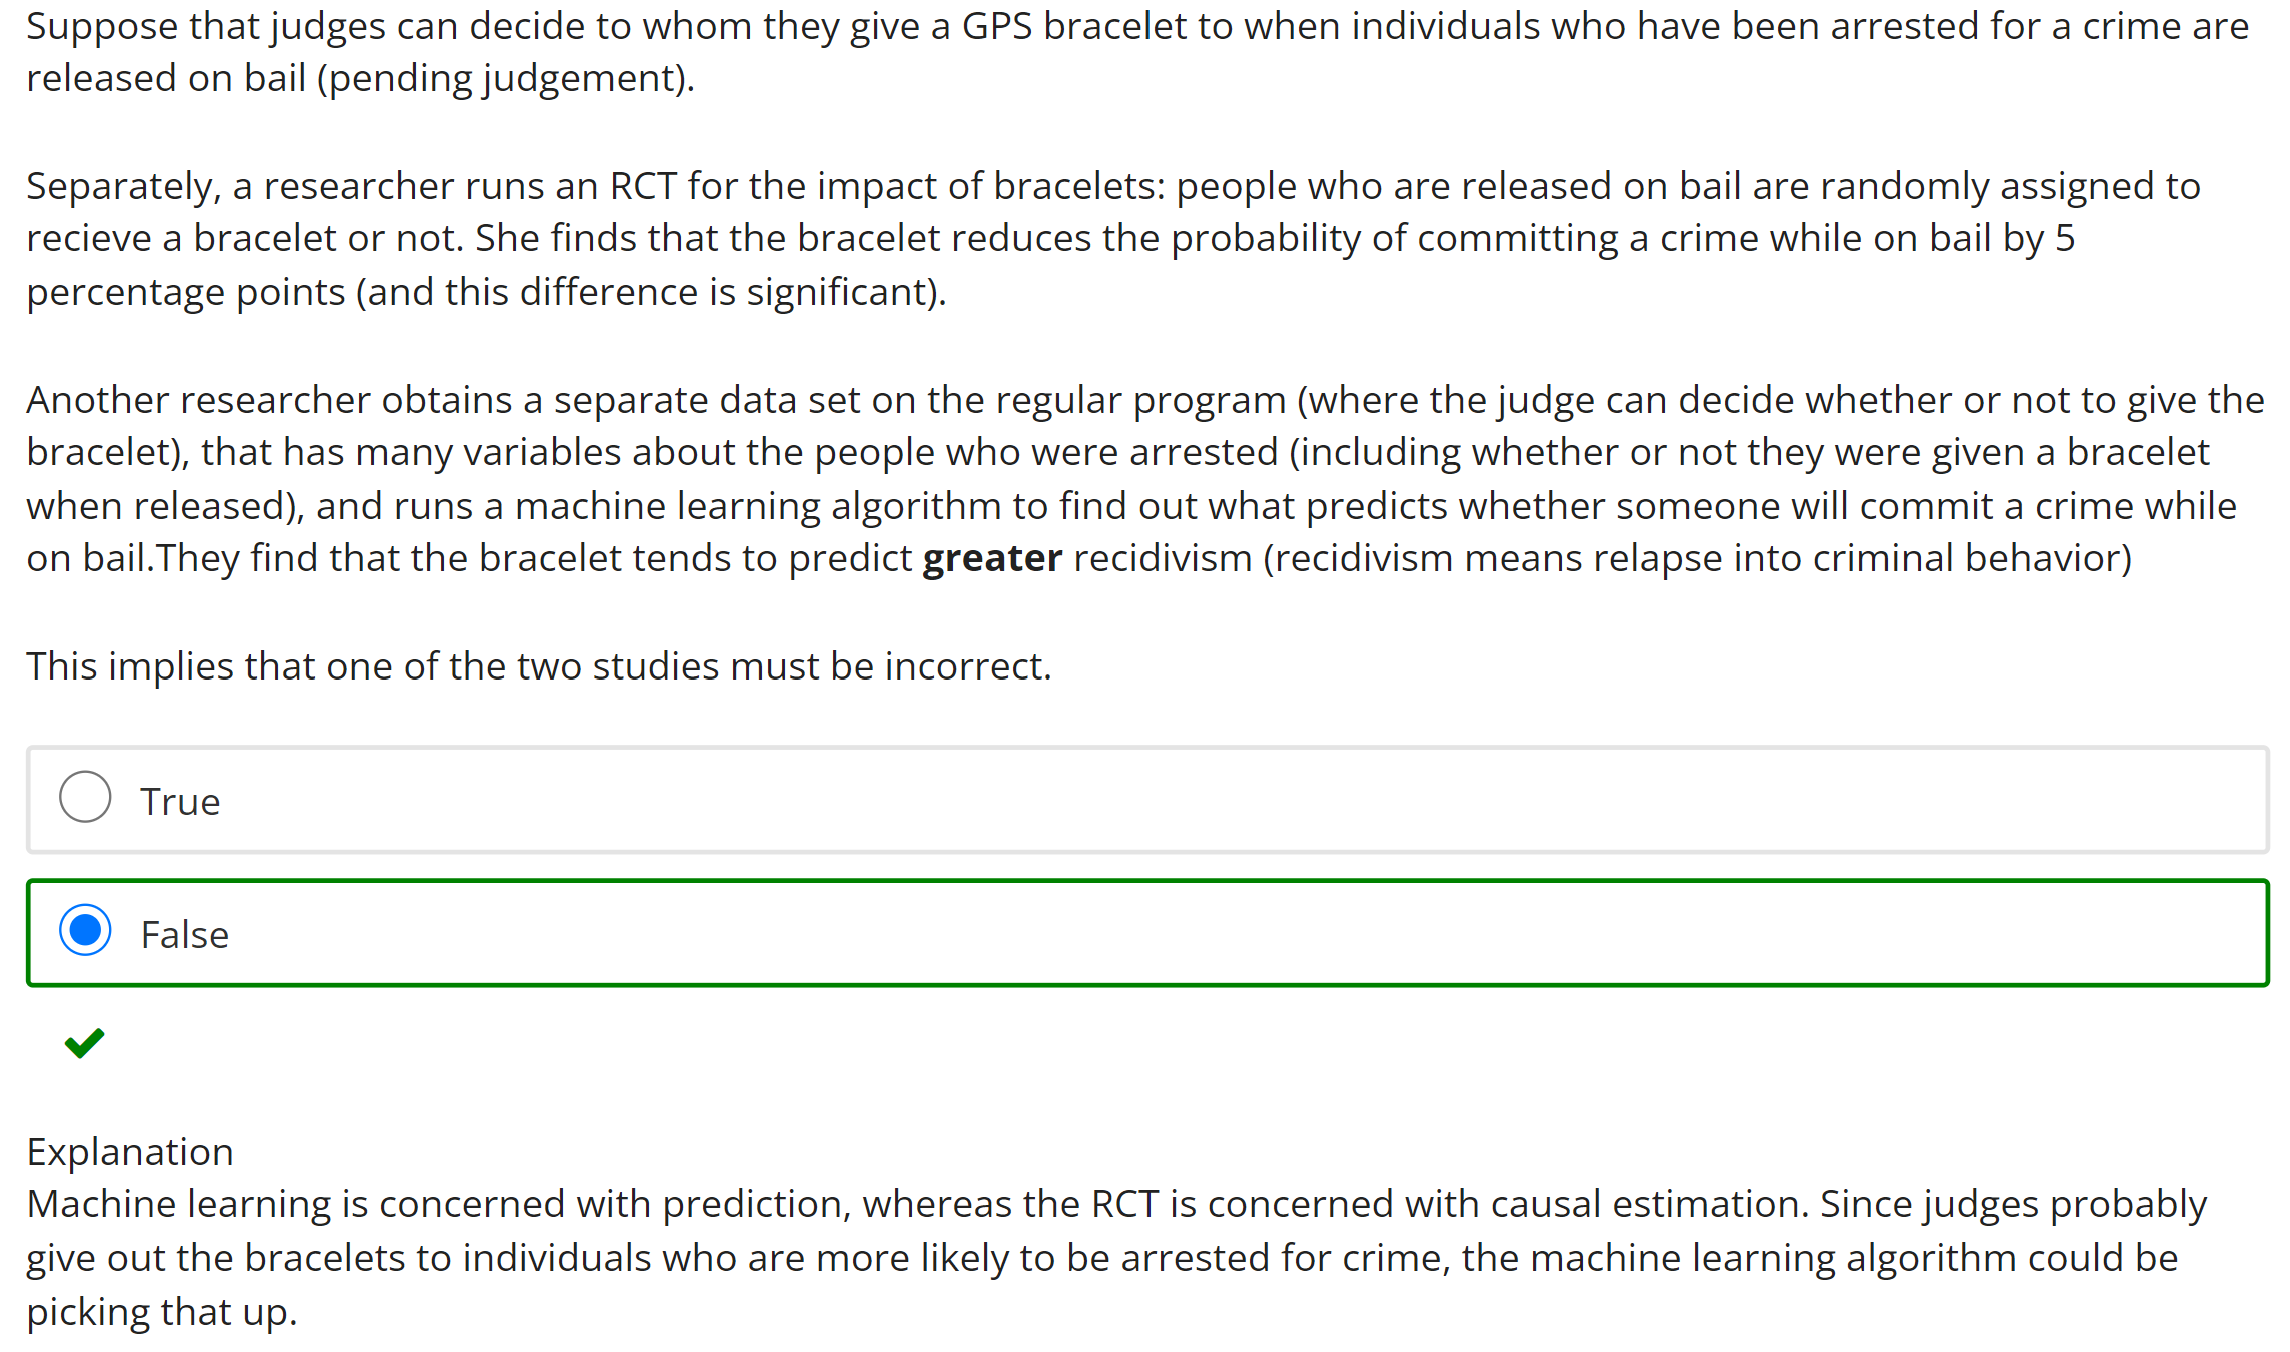 Suppose that judges can decide to whom they give a GPS bracelet to when individuals who have been arrested for a crime are
released on bail (pending judgement).
Separately, a researcher runs an RCT for the impact of bracelets: people who are released on bail are randomly assigned to
recieve a bracelet or not. She finds that the bracelet reduces the probability of committing a crime while on bail by 5
percentage points (and this difference is significant).
Another researcher obtains a separate data set on the regular program (where the judge can decide whether or not to give the
bracelet), that has many variables about the people who were arrested (including whether or not they were given a bracelet
when released), and runs a machine learning algorithm to find out what predicts whether someone will commit a crime while
on bail.They find that the bracelet tends to predict greater recidivism (recidivism means relapse into criminal behavior)
This implies that one of the two studies must be incorrect.
True
False
Explanation
Machine learning is concerned with prediction, whereas the RCT is concerned with causal estimation. Since judges probably
give out the bracelets to individuals who are more likely to be arrested for crime, the machine learning algorithm could be
picking that up.